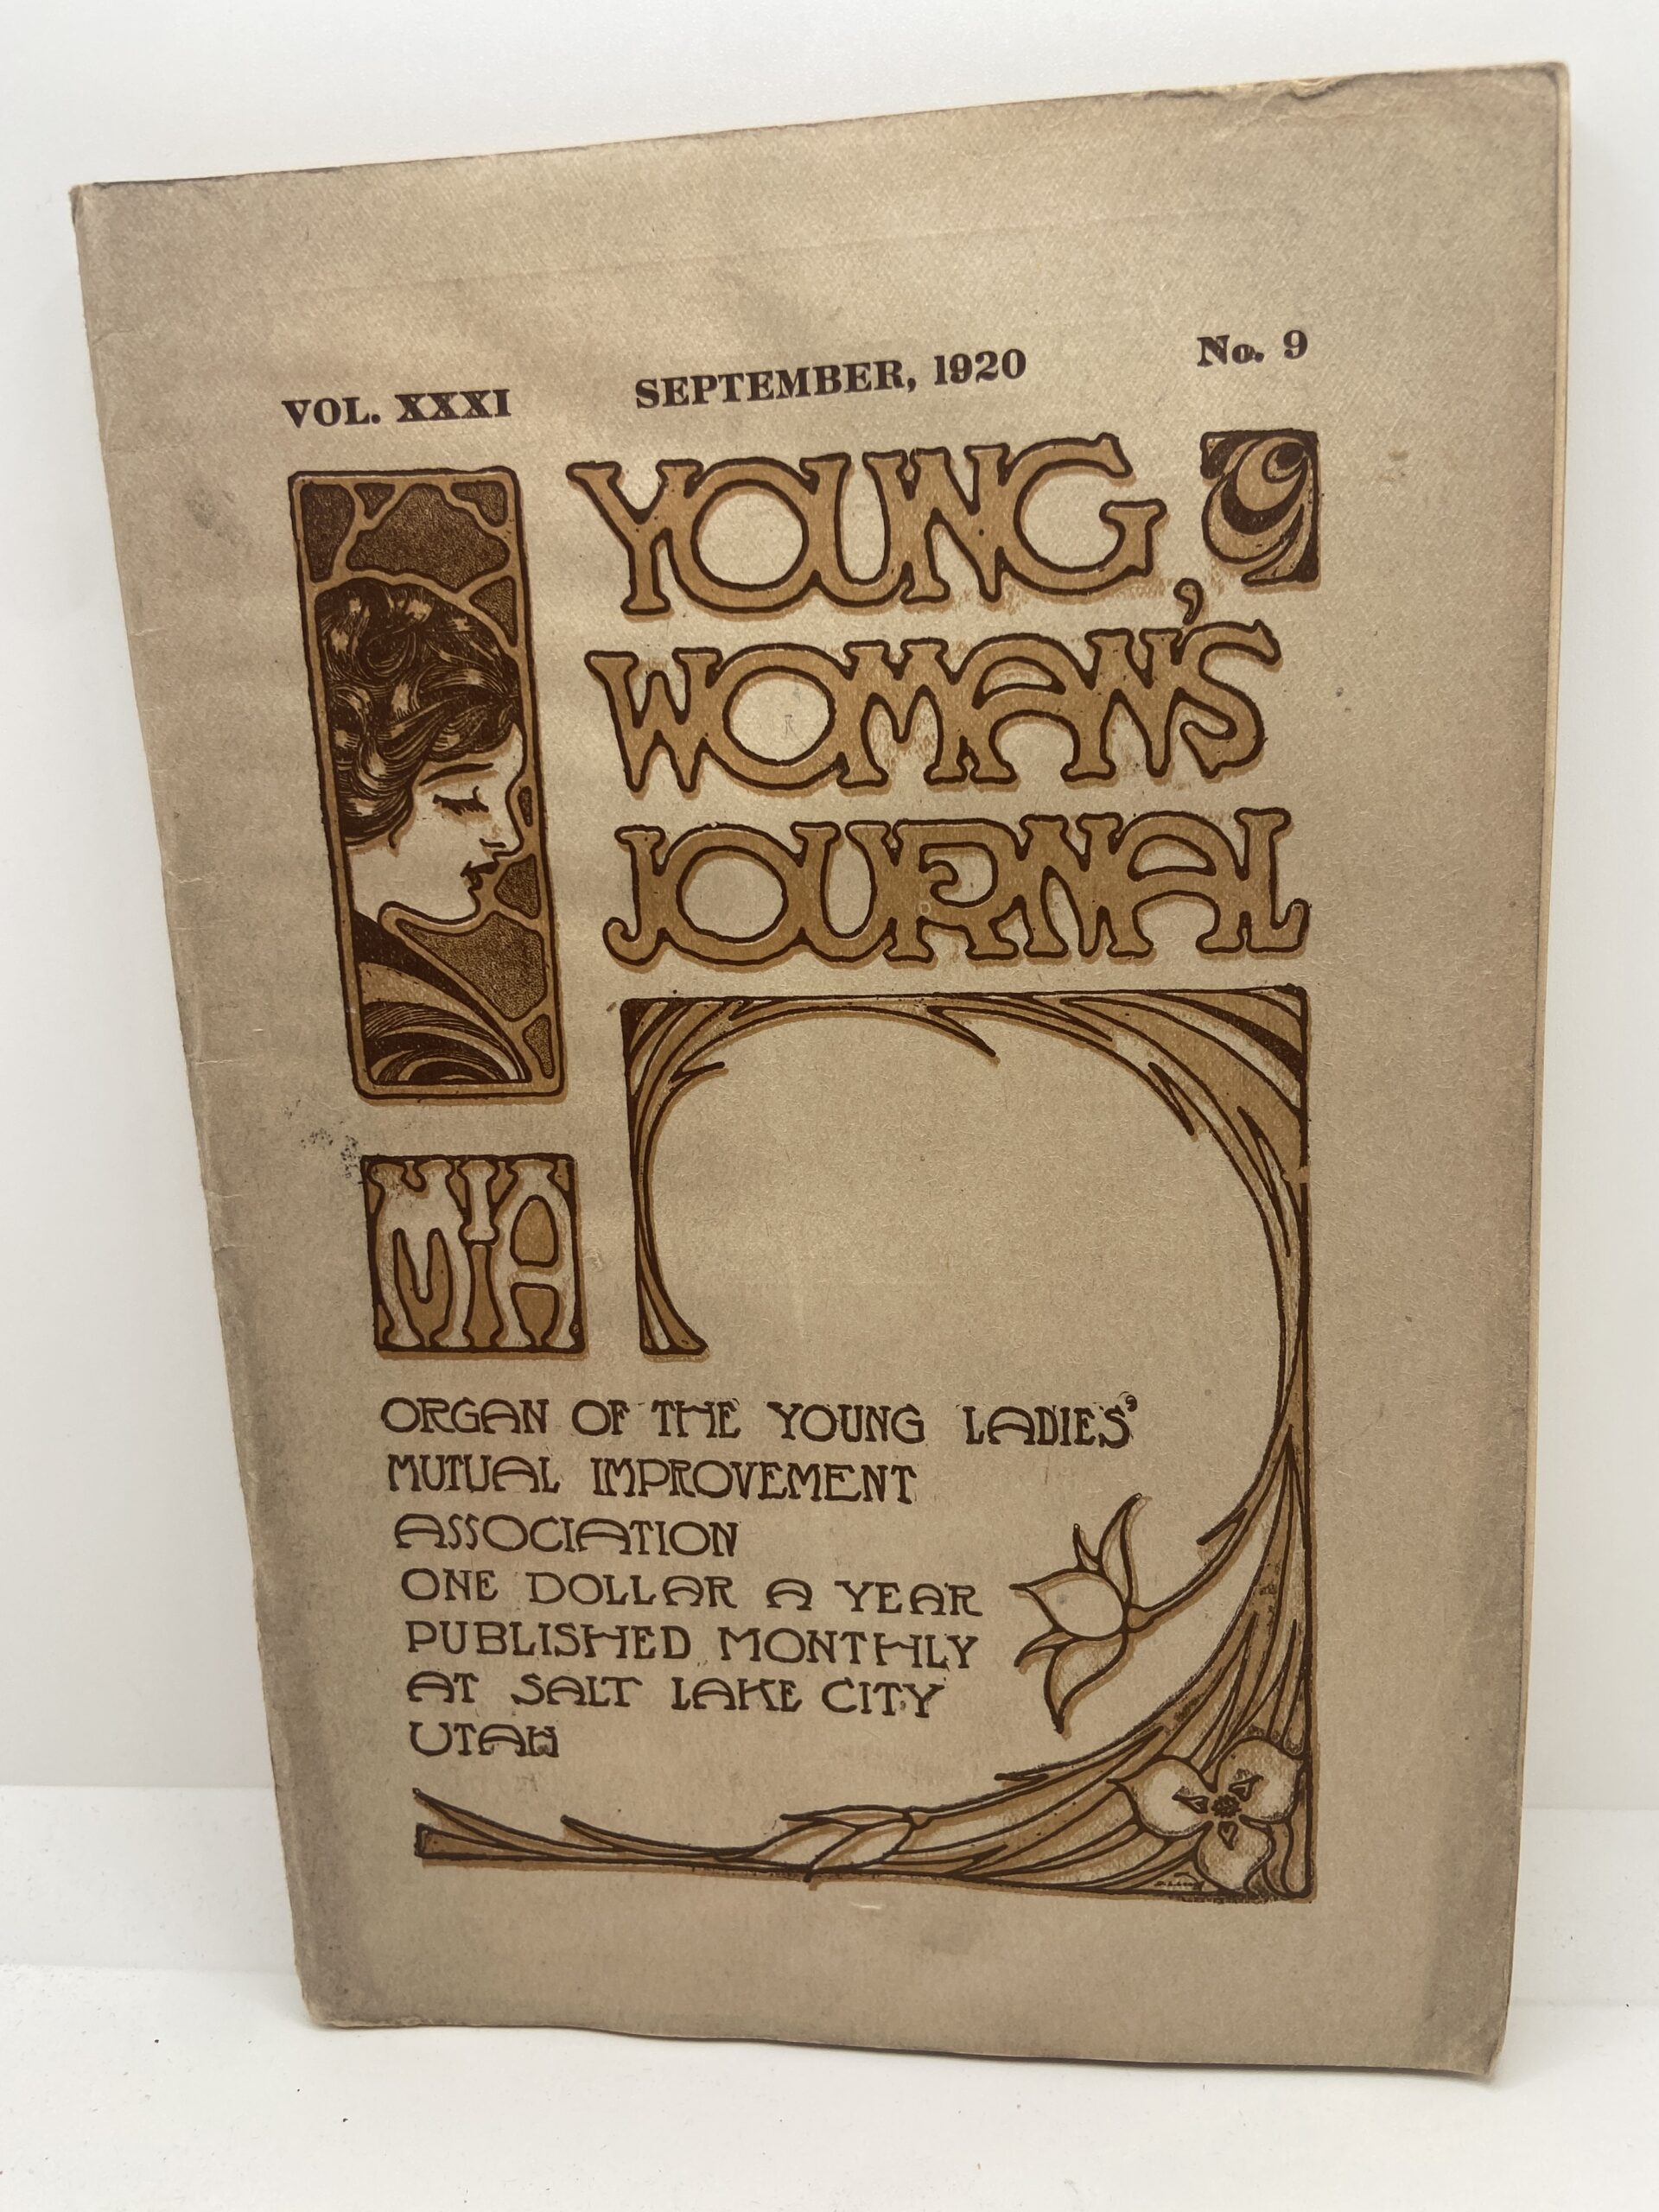 VOL. XXXI SEPTEMBER, 1920 No. 9
YOUNG
WOMAN'S
JOURNAL
MIA
ORGAN OF THE YOUNG LADIES'
MUTUAL IMPROVEMENT
ASSOCIATION
ONE DOLLAR A YEAR
PUBLISHED MONTHLY
AT SALT LAKE CITY
UTAH